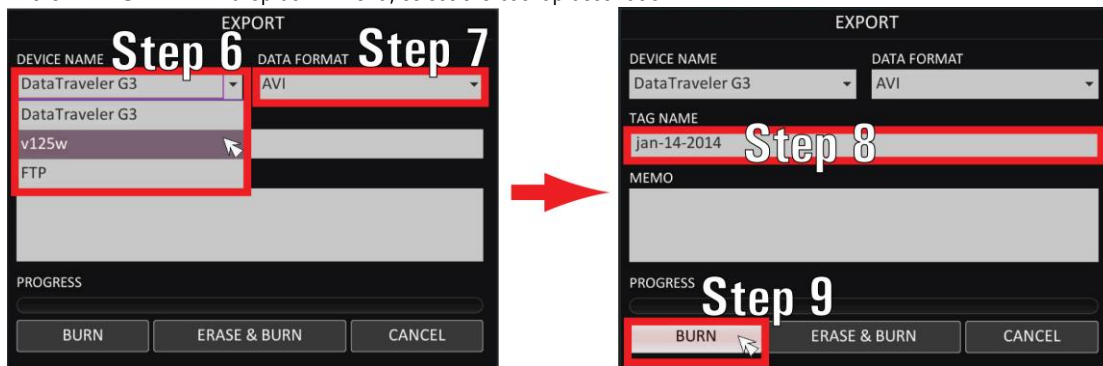 EXPORT
DEVICE NAME Step 6 DATA FORMAT Step 7
DataTraveler G3 AVI
DataTraveler G3
v125w
FTP
PROGRESS
BURN ERASE & BURN CANCEL
EXPORT
DEVICE NAME DATA FORMAT
DataTraveler G3 AVI
TAG NAME
jan-14-2014 Step 8
MEMO
PROGRESS Step 9
BURN ERASE & BURN CANCEL